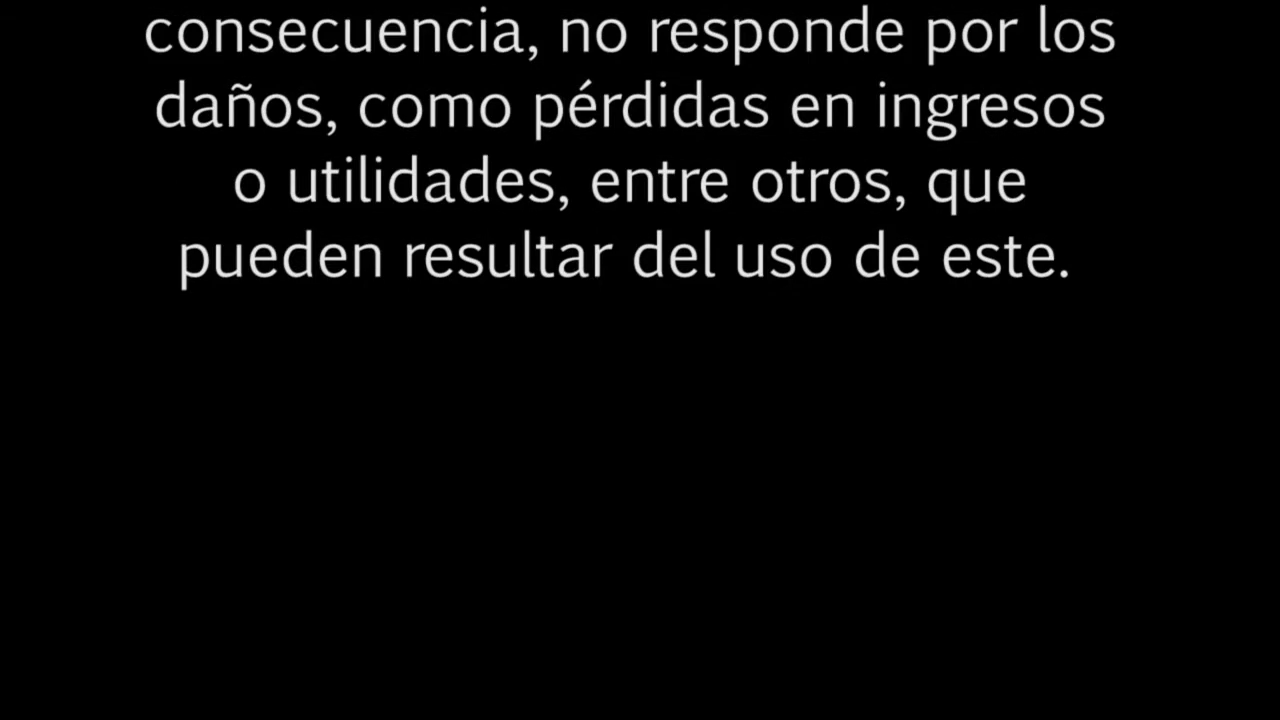 consecuencia, no responde por los
daños, como pérdidas en ingresos
o utilidades, entre otros, que
pueden resultar del uso de este.